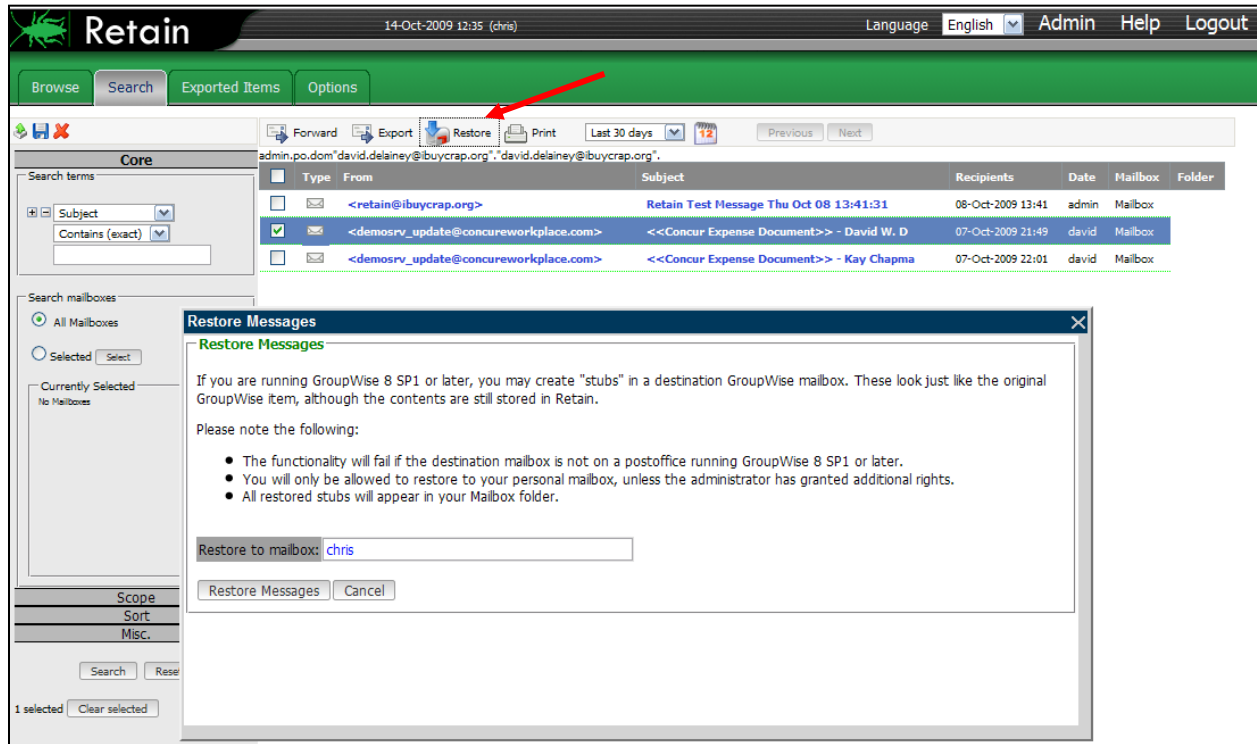 Retain
14-Oct-2009 12:35 (chris)
Language English Admin Help Logout
Browse Search Exported Items Options
Forward Export Restore Print Last 30 days 12 Previous Next
admin.po.dom"david.delainey@ibuycrap.org"."david.delainey@ibuycrap.org".
Core
Search terms
Subject
Contains (exact)
Search mailboxes
All Mailboxes
Selected Select
Currently Selected
No Mailboxes
Scope
Sort
Misc.
Search
1 selected Clear selected
Type From Subject Recipients Date Mailbox Folder
<retain@ibuycrap.org> Retain Test Message Thu Oct 08 13:41:31 08-Oct-2009 13:41 admin Mailbox
<demosrv_update@concureworkplace.com> <<Concur Expense Document>> - David W. D 07-Oct-2009 21:49 david Mailbox
<demosrv_update@concureworkplace.com> <<Concur Expense Document>> - Kay Chapma 07-Oct-2009 22:01 david Mailbox
Restore Messages
Restore Messages
If you are running GroupWise 8 SP1 or later, you may create "stubs" in a destination GroupWise mailbox. These look just like the original
GroupWise item, although the contents are still stored in Retain.
Please note the following:
The functionality will fail if the destination mailbox is not on a postoffice running GroupWise 8 SP1 or later.
You will only be allowed to restore to your personal mailbox, unless the administrator has granted additional rights.
All restored stubs will appear in your Mailbox folder.
Restore to mailbox: chris
Restore Messages Cancel